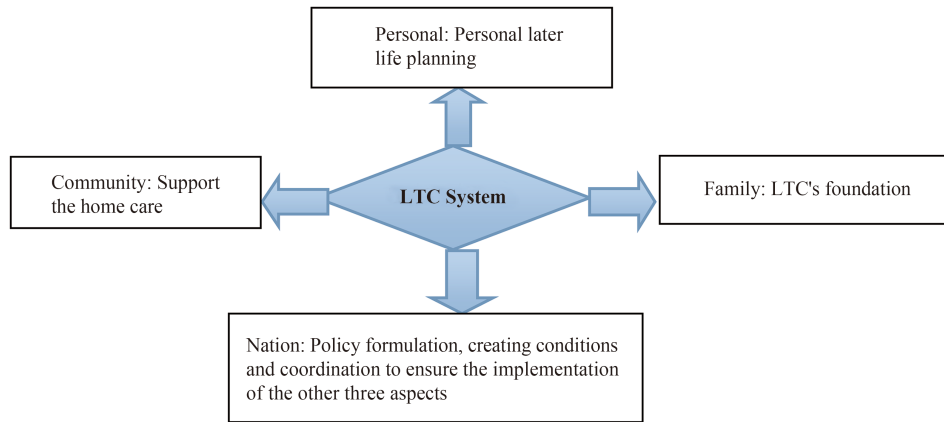 Personal: Personal later
life planning
Community: Support
the home care
LTC System
Family: LTC's foundation
Nation: Policy formulation, creating conditions
and coordination to ensure the implementation
of the other three aspects